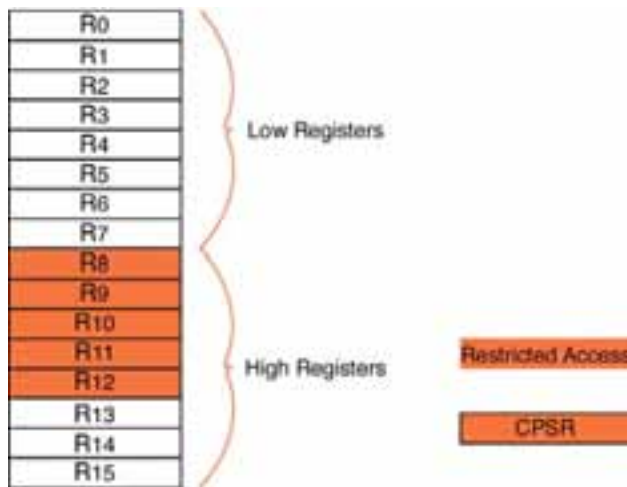 R0
R1
R2
R3
R4
R5
R6
R7
R8
R9
R10
R11
R12
R13
R14
R15
Low Registers
High Registers
Restricted Access
CPSR